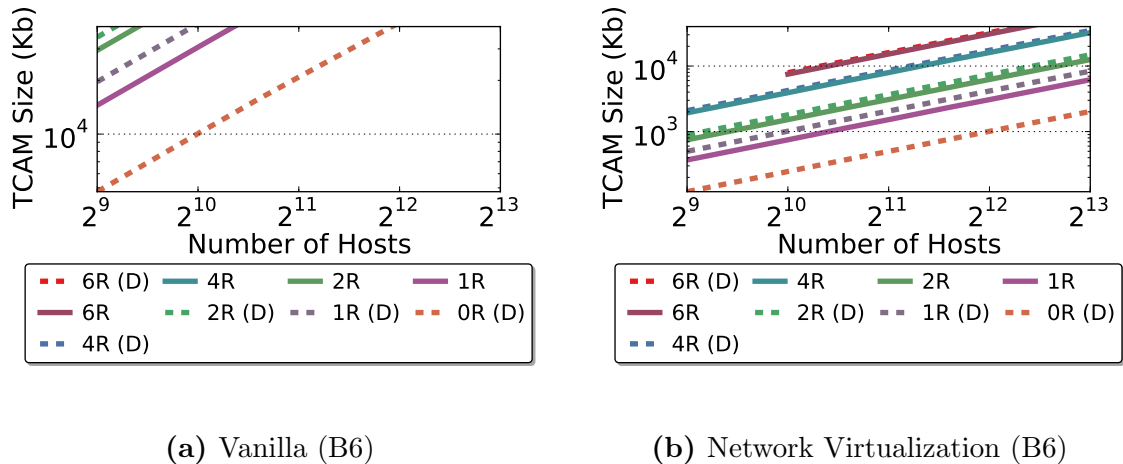 TCAM Size (Kb)
10^4
2^9 2^10 2^11 2^12 2^13
Number of Hosts
6R (D) 4R 2R 1R
6R 2R (D) 1R (D) 0R (D)
4R (D)
(a) Vanilla (B6)
TCAM Size (Kb)
10^4
10^3
2^9 2^10 2^11 2^12 2^13
Number of Hosts
6R (D) 4R 2R 1R
6R 2R (D) 1R (D) 0R (D)
4R (D)
(b) Network Virtualization (B6)